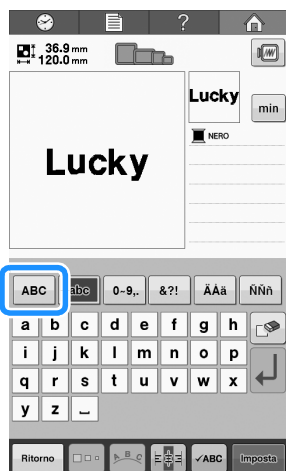 ?
36.9 mm
120.0 mm
Lucky
min
NERO
Lucky
ABC abc 0~9,. &?! ÄÅä ÑÑñ
a b c d e f g h
i j k l m n o p
q r s t u v w x
y z
Ritorno A B C ✓ABC Imposta